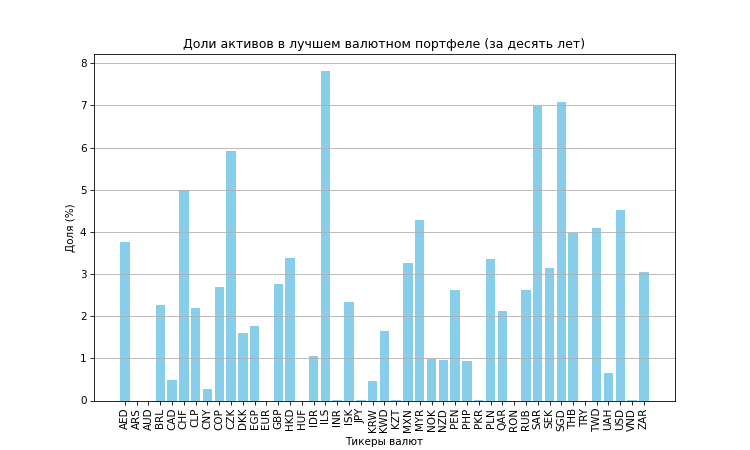 Доли активов в лучшем валютном портфеле (за десять лет)
Доля (%)
8
7
6
5
4
3
2
1
0
AED ARS AUD BRL CAD CHF CLP CNY COP CZK DKK EGP EUR GBP HKD HUF IDR ILS INR ISK JPY KRW KWD KZT MXN MYR NOK NZD PEN PHP PKR PLN QAR RON RUB SAR SEK SGD THB TRY TWD UAH USD VND ZAR
Тикеры валют